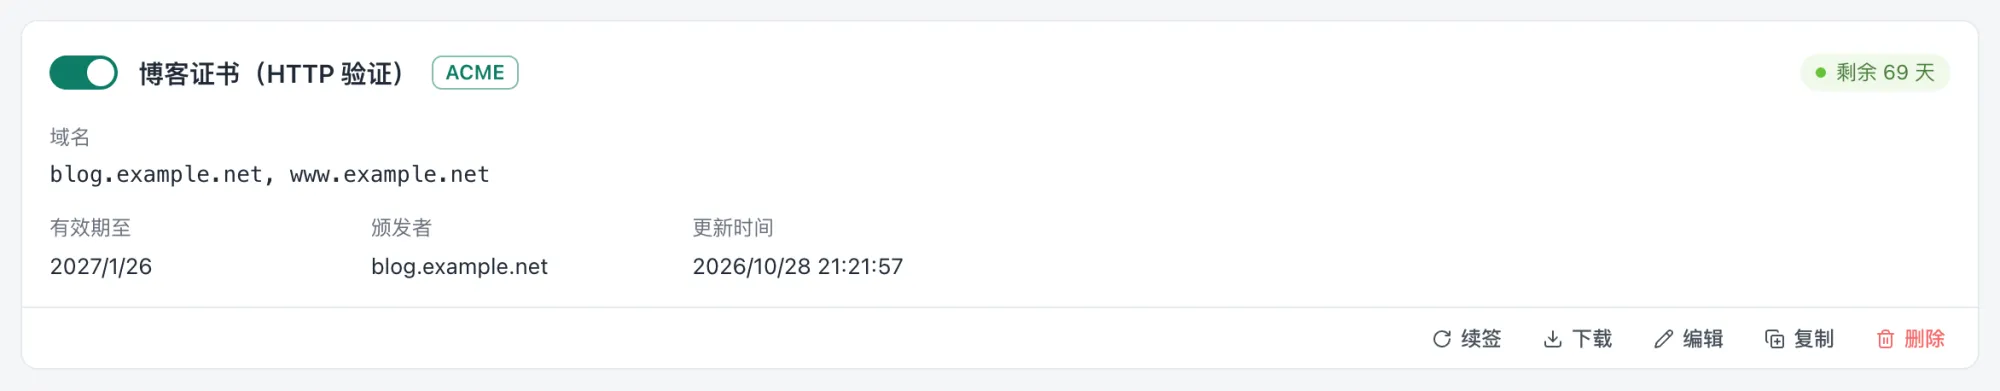 博客证书（HTTP 验证） ACME 剩余 69 天
域名
blog.example.net, www.example.net
有效期至 颁发者 更新时间
2027/1/26 blog.example.net 2026/10/28 21:21:57
续签 下载 编辑 复制 删除